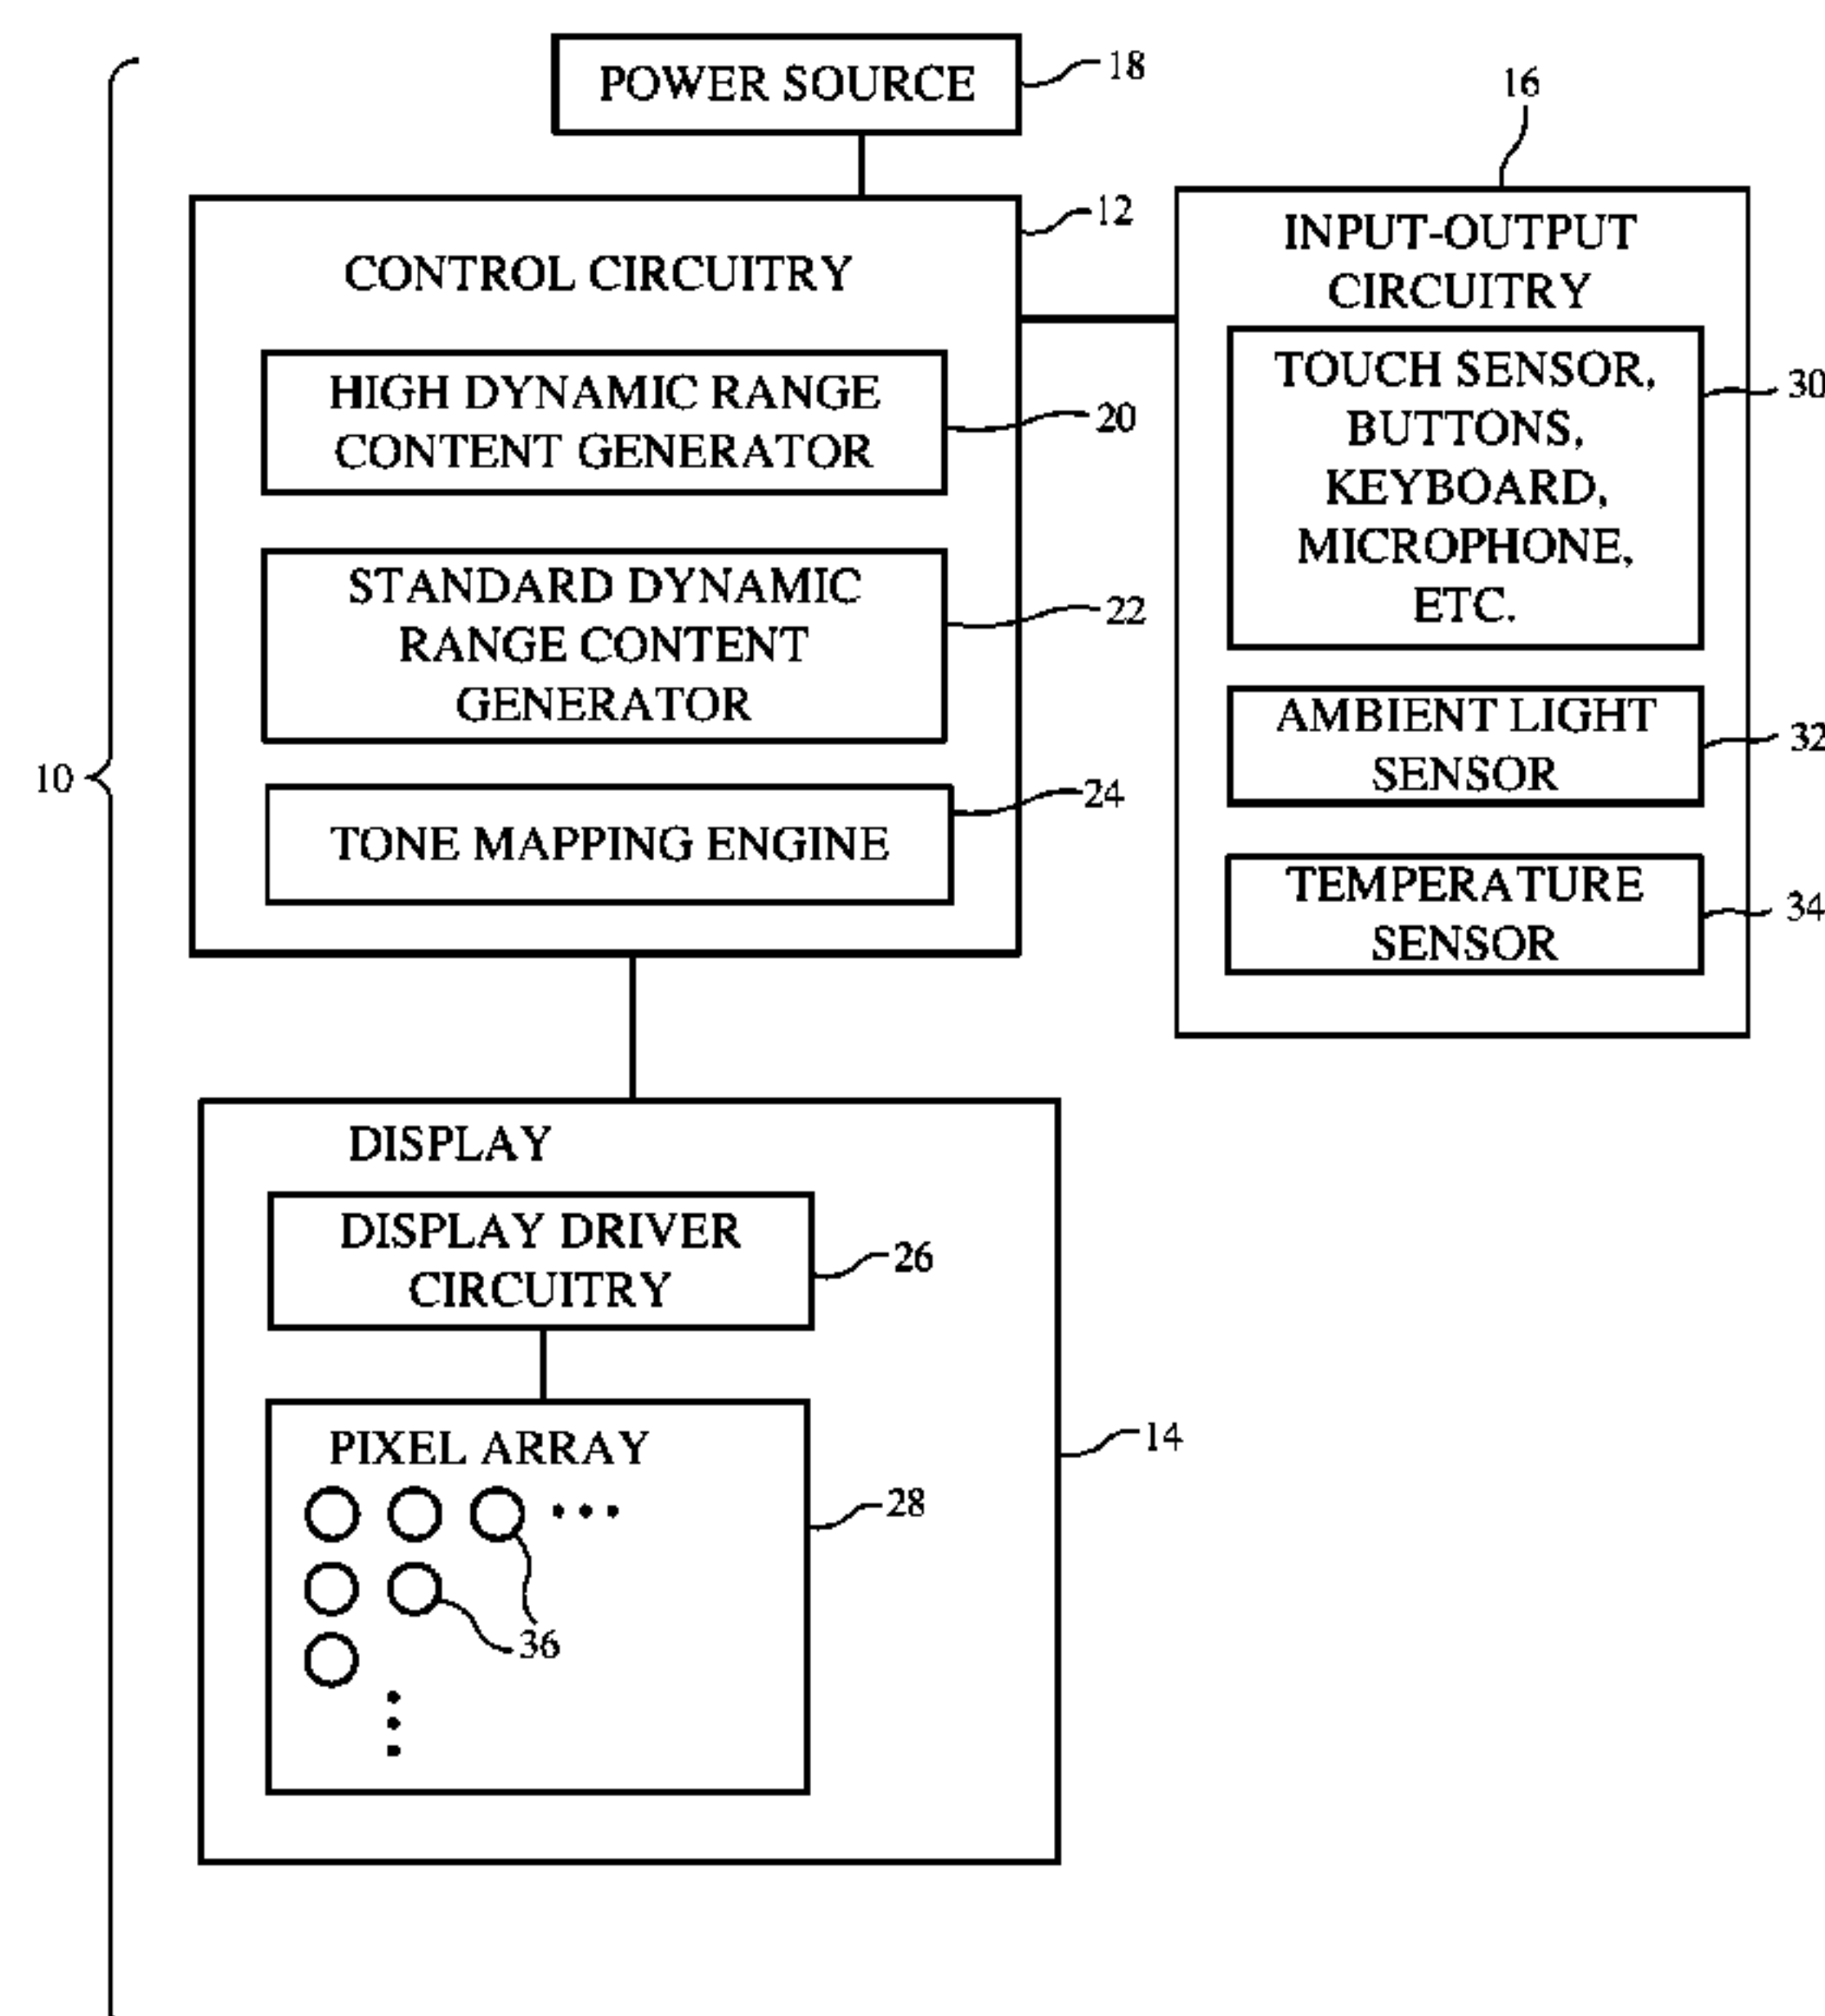 POWER SOURCE
18
16
12
CONTROL CIRCUITRY
INPUT-OUTPUT
CIRCUITRY
HIGH DYNAMIC RANGE
CONTENT GENERATOR
20
TOUCH SENSOR,
BUTTONS,
KEYBOARD,
MICROPHONE,
ETC.
30
STANDARD DYNAMIC
RANGE CONTENT
GENERATOR
22
AMBIENT LIGHT
SENSOR
32
10
TONE MAPPING ENGINE
24
TEMPERATURE
SENSOR
34
DISPLAY
DISPLAY DRIVER
CIRCUITRY
26
14
PIXEL ARRAY
28
36